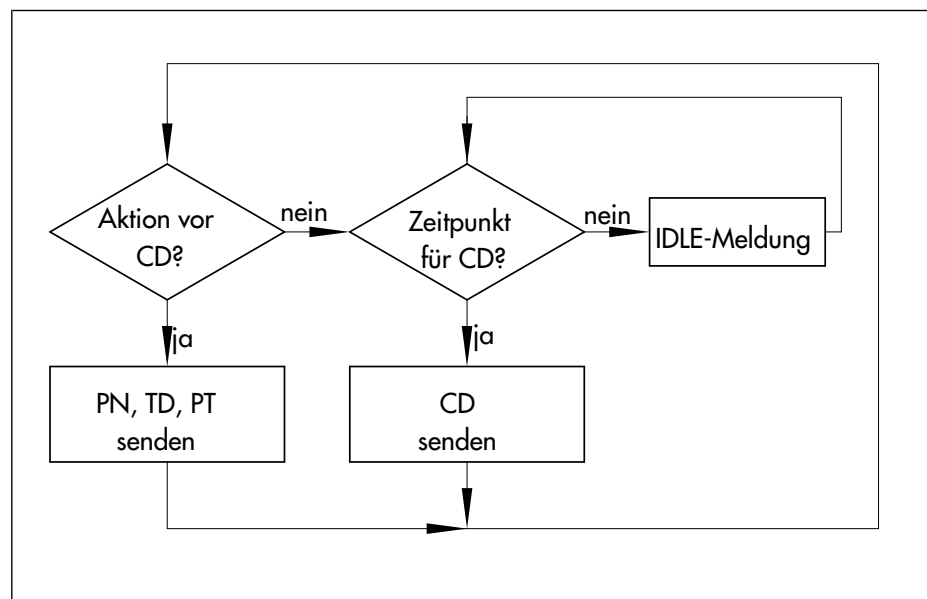 Aktion vor
CD?
nein
Zeitpunkt
für CD?
nein
IDLE-Meldung
ja
ja
PN, TD, PT
senden
CD
senden